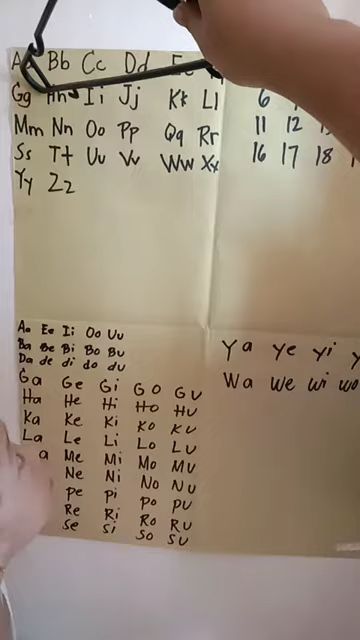 Bb Cc Dd
Gg Hh Ii Jj Kk Ll
Mm Nn Oo Pp Qq Rr
Ss Tt Uu Vv Ww Xx
Yy Zz
6
11 12
16 17 18
Aa Ee Ii Oo Uu
Ba Be Bi Bo Bu
Da de di do du
Ga Ge Gi Go Gu
Ha He Hi Ho Hu
Ka Ke Ki Ko Ku
La Le Li Lo Lu
Me Mi Mo Mu
Ne Ni No Nu
pe pi po pu
Re Ri Ro Ru
se si so su
Ya ye yi
Wa we wi wo